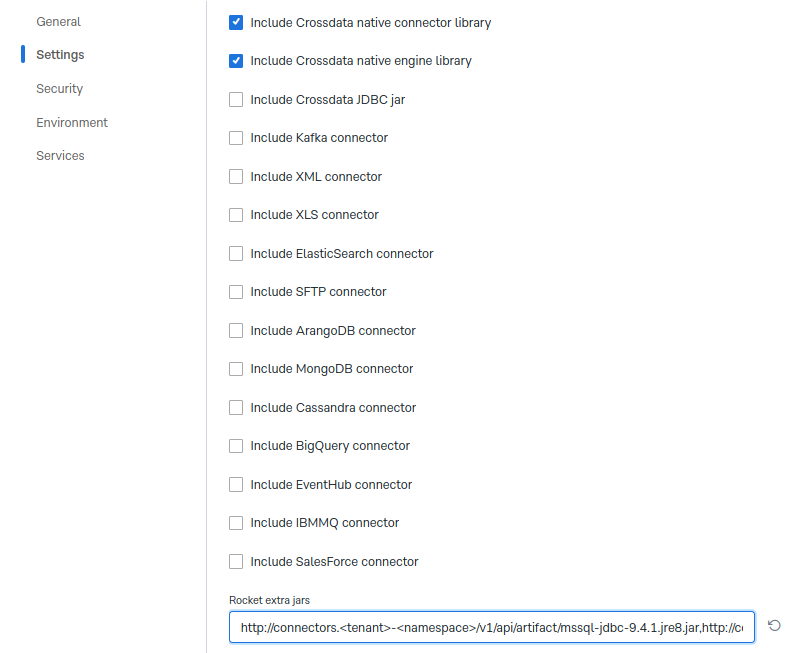 General
Settings
Security
Environment
Services
Include Crossdata native connector library
Include Crossdata native engine library
Include Crossdata JDBC jar
Include Kafka connector
Include XML connector
Include XLS connector
Include ElasticSearch connector
Include SFTP connector
Include ArangoDB connector
Include MongoDB connector
Include Cassandra connector
Include BigQuery connector
Include EventHub connector
Include IBMMQ connector
Include SalesForce connector
Rocket extra jars
http://connectors.<tenant>-<namespace>/v1/api/artifact/mssql-jdbc-9.4.1.jre8.jar,http://c